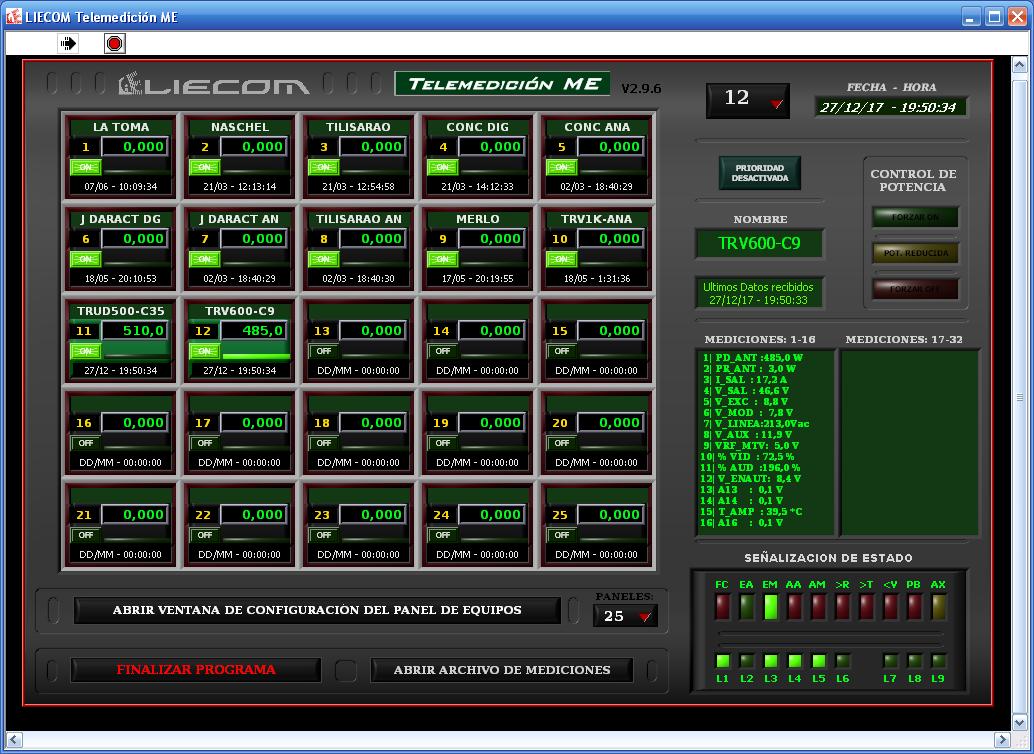 LIECOM Telemedición ME
LIECOM
TELEMEDICIÓN ME V2.9.6
12
FECHA - HORA
27/12/17 - 19:50:34
LA TOMA
1 0,000
ON
07/06 - 10:09:34
NASCHEL
2 0,000
ON
21/03 - 12:13:14
TILISARAO
3 0,000
ON
21/03 - 12:54:58
CONC DIG
4 0,000
ON
21/03 - 14:12:33
CONC ANA
5 0,000
ON
02/03 - 18:40:29
J DARACT DG
6 0,000
ON
18/05 - 20:10:53
J DARACT AN
7 0,000
ON
02/03 - 18:40:29
TILISARAO AN
8 0,000
ON
02/03 - 18:40:30
MERLO
9 0,000
ON
17/05 - 20:19:55
TRV1K-ANA
10 0,000
ON
18/05 - 1:31:36
TRUD500-C35
11 510,0
ON
27/12 - 19:50:34
TRV600-C9
12 485,0
ON
27/12 - 19:50:34
13 0,000
OFF
DD/MM - 00:00:00
14 0,000
OFF
DD/MM - 00:00:00
15 0,000
OFF
DD/MM - 00:00:00
16 0,000
OFF
DD/MM - 00:00:00
17 0,000
OFF
DD/MM - 00:00:00
18 0,000
OFF
DD/MM - 00:00:00
19 0,000
OFF
DD/MM - 00:00:00
20 0,000
OFF
DD/MM - 00:00:00
21 0,000
OFF
DD/MM - 00:00:00
22 0,000
OFF
DD/MM - 00:00:00
23 0,000
OFF
DD/MM - 00:00:00
24 0,000
OFF
DD/MM - 00:00:00
25 0,000
OFF
DD/MM - 00:00:00
ABRIR VENTANA DE CONFIGURACIÓN DEL PANEL DE EQUIPOS
PANELES:
25
FINALIZAR PROGRAMA
ABRIR ARCHIVO DE MEDICIONES
PRIORIDAD
DESACTIVADA
NOMBRE
TRV600-C9
Ultimos Datos recibidos
27/12/17 - 19:50:33
CONTROL DE
POTENCIA
FORZAR ON
POT. REDUCIDA
FORZAR OFF
MEDICIONES: 1-16
1| PD_ANT :485,0 W
2| PR_ANT : 3,0 W
3| I_SAL : 17,2 A
4| V_SAL : 46,6 V
5| V_EXC : 8,8 V
6| V_MOD : 7,8 V
7| V_LINEA:213,0Vac
8| V_AUX : 11,9 V
9| VRF_MTV: 5,0 V
10| % VID : 72,5 %
11| % AUD :196,0 %
12| V_ENAUT: 8,4 V
13| A13 : 0,1 V
14| A14 : 0,1 V
15| T_AMP : 39,5 ºC
16| A16 : 0,1 V
MEDICIONES: 17-32
SEÑALIZACION DE ESTADO
FC EA EM AA AM >R >T <V PB AX
L1 L2 L3 L4 L5 L6 L7 L8 L9